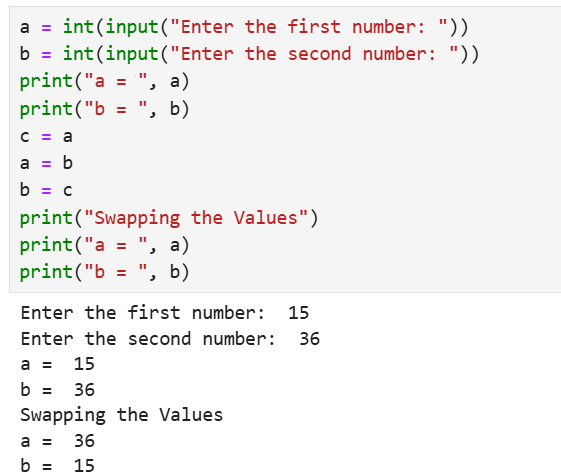 a = int(input("Enter the first number: "))
b = int(input("Enter the second number: "))
print("a = ", a)
print("b = ", b)
c = a
a = b
b = c
print("Swapping the Values")
print("a = ", a)
print("b = ", b)
Enter the first number:  15
Enter the second number:  36
a =  15
b =  36
Swapping the Values
a =  36
b =  15